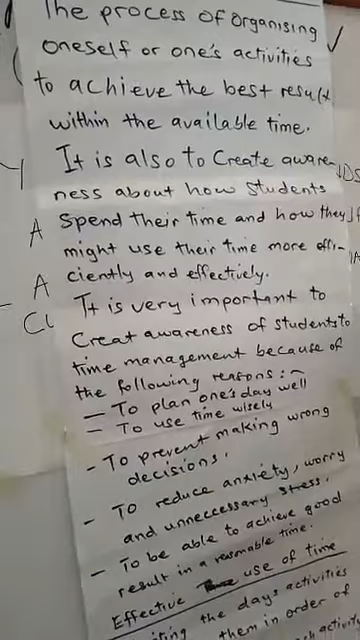 The process of organising
oneself or one's activities
to achieve the best result
within the available time.
It is also to Create aware-
ness about how students
Spend their time and how they
might use their time more effi-
ciently and effectively.
It is very important to
Creat awareness of students to
time management because of
the following reasons:
— To plan one's day well
— To use time wisely
- To prevent making wrong
decisions.
- To reduce anxiety, worry
and unneccessary stress.
- To be able to achieve good
result in a reasonable time.
Effective use of time
the days activities
them in order of